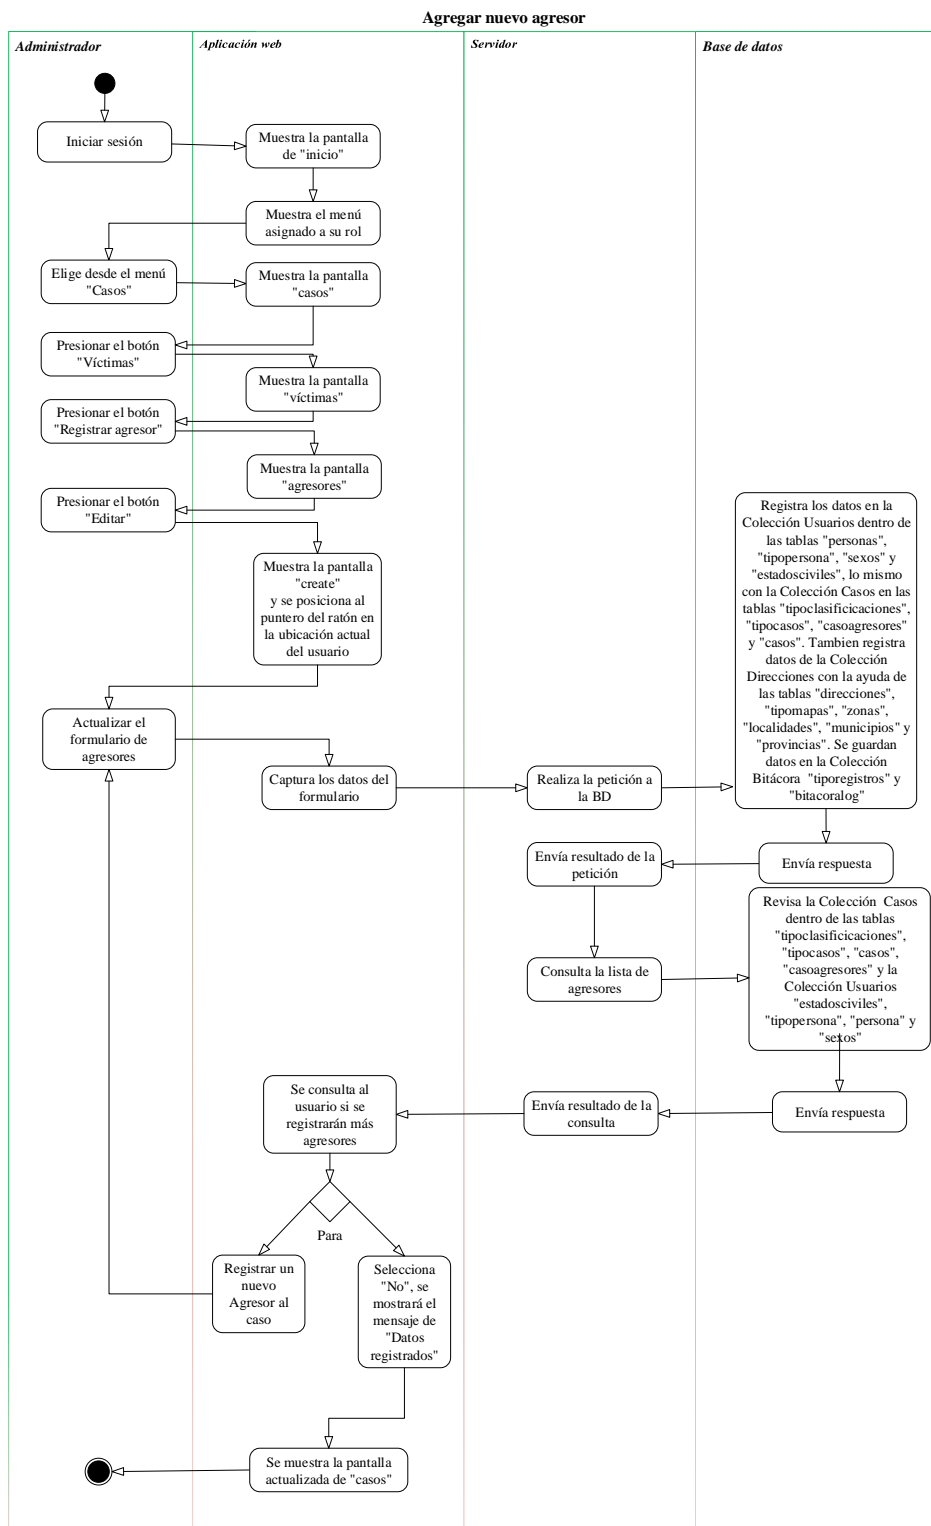 Agregar nuevo agresor
Administrador
Aplicación web
Servidor
Base de datos
Iniciar sesión
Muestra la pantalla
de "inicio"
Muestra el menú
asignado a su rol
Elige desde el menú
"Casos"
Muestra la pantalla
"casos"
Presionar el botón
"Víctimas"
Muestra la pantalla
"víctimas"
Presionar el botón
"Registrar agresor"
Muestra la pantalla
"agresores"
Presionar el botón
"Editar"
Muestra la pantalla
"create"
y se posiciona al
puntero del ratón en
la ubicación actual
del usuario
Actualizar el
formulario de
agresores
Captura los datos del
formulario
Realiza la petición a
la BD
Registra los datos en la
Colección Usuarios dentro de
las tablas "personas",
"tipopersona", "sexos" y
"estadosciviles", lo mismo
con la Colección Casos en las
tablas "tipoclasificicaciones",
"tipocasos", "casoagresores"
y "casos". Tambien registra
datos de la Colección
Direcciones con la ayuda de
las tablas "direcciones",
"tipomapas", "zonas",
"localidades", "municipios" y
"provincias". Se guardan
datos en la Colección
Bitácora "tiporegistros" y
"bitacoralog"
Envía respuesta
Envía resultado de la
petición
Consulta la lista de
agresores
Revisa la Colección Casos
dentro de las tablas
"tipoclasificicaciones",
"tipocasos", "casos",
"casoagresores" y la
Colección Usuarios
"estadosciviles",
"tipopersona", "persona" y
"sexos"
Envía respuesta
Envía resultado de la
consulta
Se consulta al
usuario si se
registrarán más
agresores
Para
Registrar un
nuevo
Agresor al
caso
Selecciona
"No", se
mostrará el
mensaje de
"Datos
registrados"
Se muestra la pantalla
actualizada de "casos"